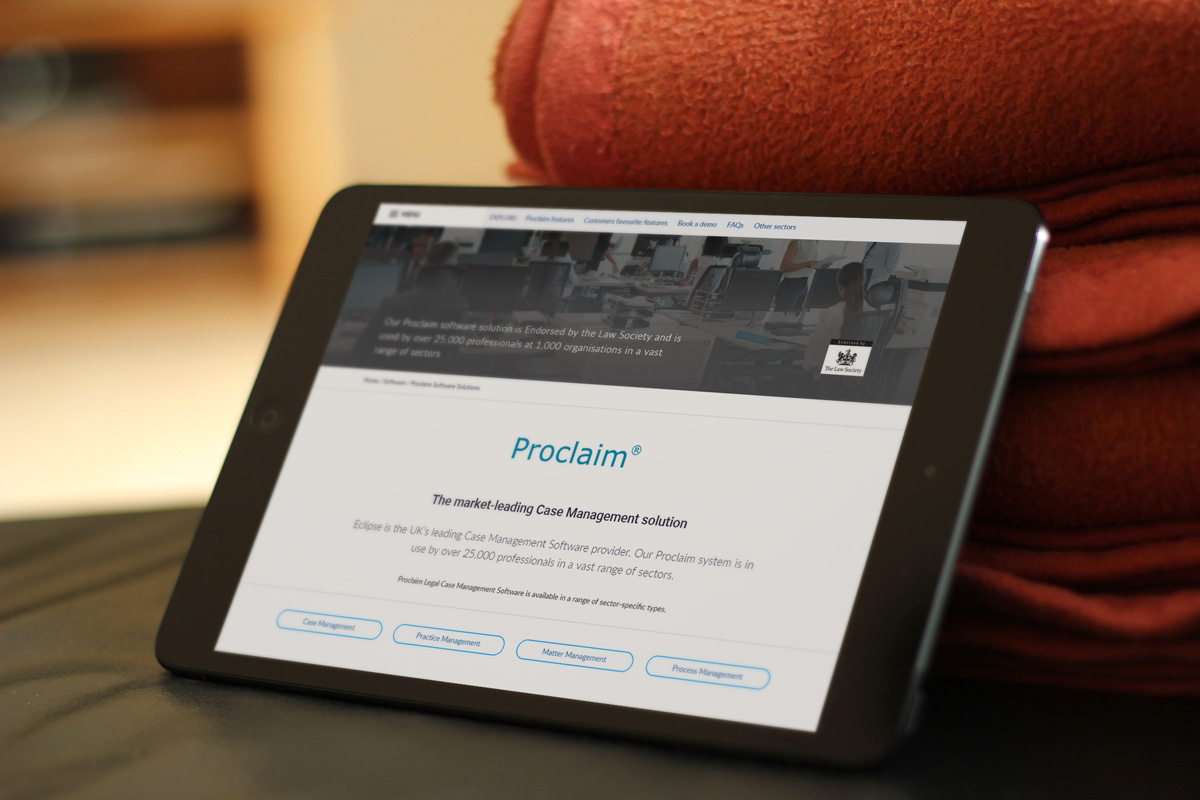 MENU
EXPLORE Proclaim features Customers favourite features Book a demo FAQs Other sectors
Our Proclaim software solution is Endorsed by the Law Society and is
used by over 25,000 professionals at 1,000 organisations in a vast
range of sectors
Endorsed by
The Law Society
Home / Software / Proclaim Software Solutions
Proclaim®
The market-leading Case Management solution
Eclipse is the UK's leading Case Management Software provider. Our Proclaim system is in
use by over 25,000 professionals in a vast range of sectors.
Proclaim Legal Case Management Software is available in a range of sector-specific types.
Case Management
Practice Management
Matter Management
Process Management